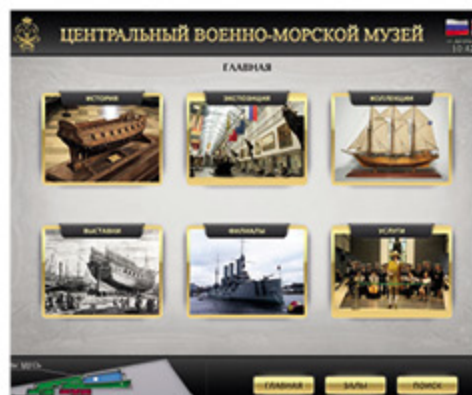 ЦЕНТРАЛЬНЫЙ ВОЕННО-МОРСКОЙ МУЗЕЙ
ГЛАВНАЯ
ИСТОРИЯ
ЭКСПОЗИЦИЯ
КОЛЛЕКЦИИ
ВЫСТАВКИ
ФИЛИАЛЫ
УСЛУГИ
ГЛАВНАЯ
ЗАЛЫ
ПОИСК